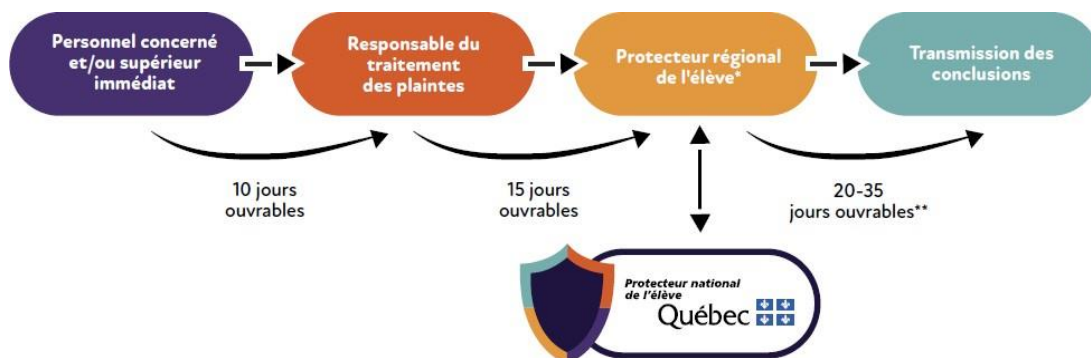 Personnel concerné
et/ou supérieur
immédiat
Responsable du
traitement
des plaintes
Protecteur régional
de l'élève*
Transmission des
conclusions
10 jours
ouvrables
15 jours
ouvrables
20-35
jours ouvrables**
Protecteur national
de l'élève
Québec